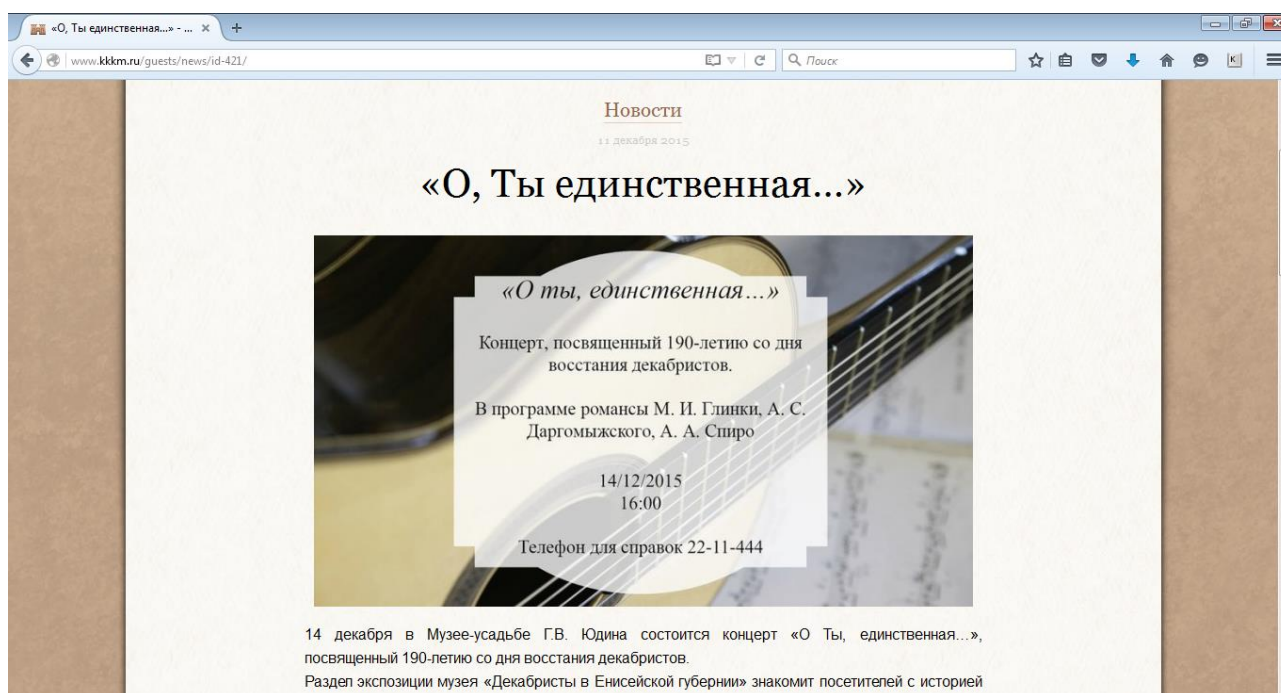 «О, Ты единственная...» - ...
www.kkkm.ru/guests/news/id-421/
Поиск
Новости
11 декабря 2015
«О, Ты единственная...»
«О ты, единственная...»
Концерт, посвященный 190-летию со дня
восстания декабристов.
В программе романсы М. И. Глинки, А. С.
Даргомыжского, А. А. Спиро
14/12/2015
16:00
Телефон для справок 22-11-444
14 декабря в Музее-усадьбе Г.В. Юдина состоится концерт «О Ты, единственная...»,
посвященный 190-летию со дня восстания декабристов.
Раздел экспозиции музея «Декабристы в Енисейской губернии» знакомит посетителей с историей